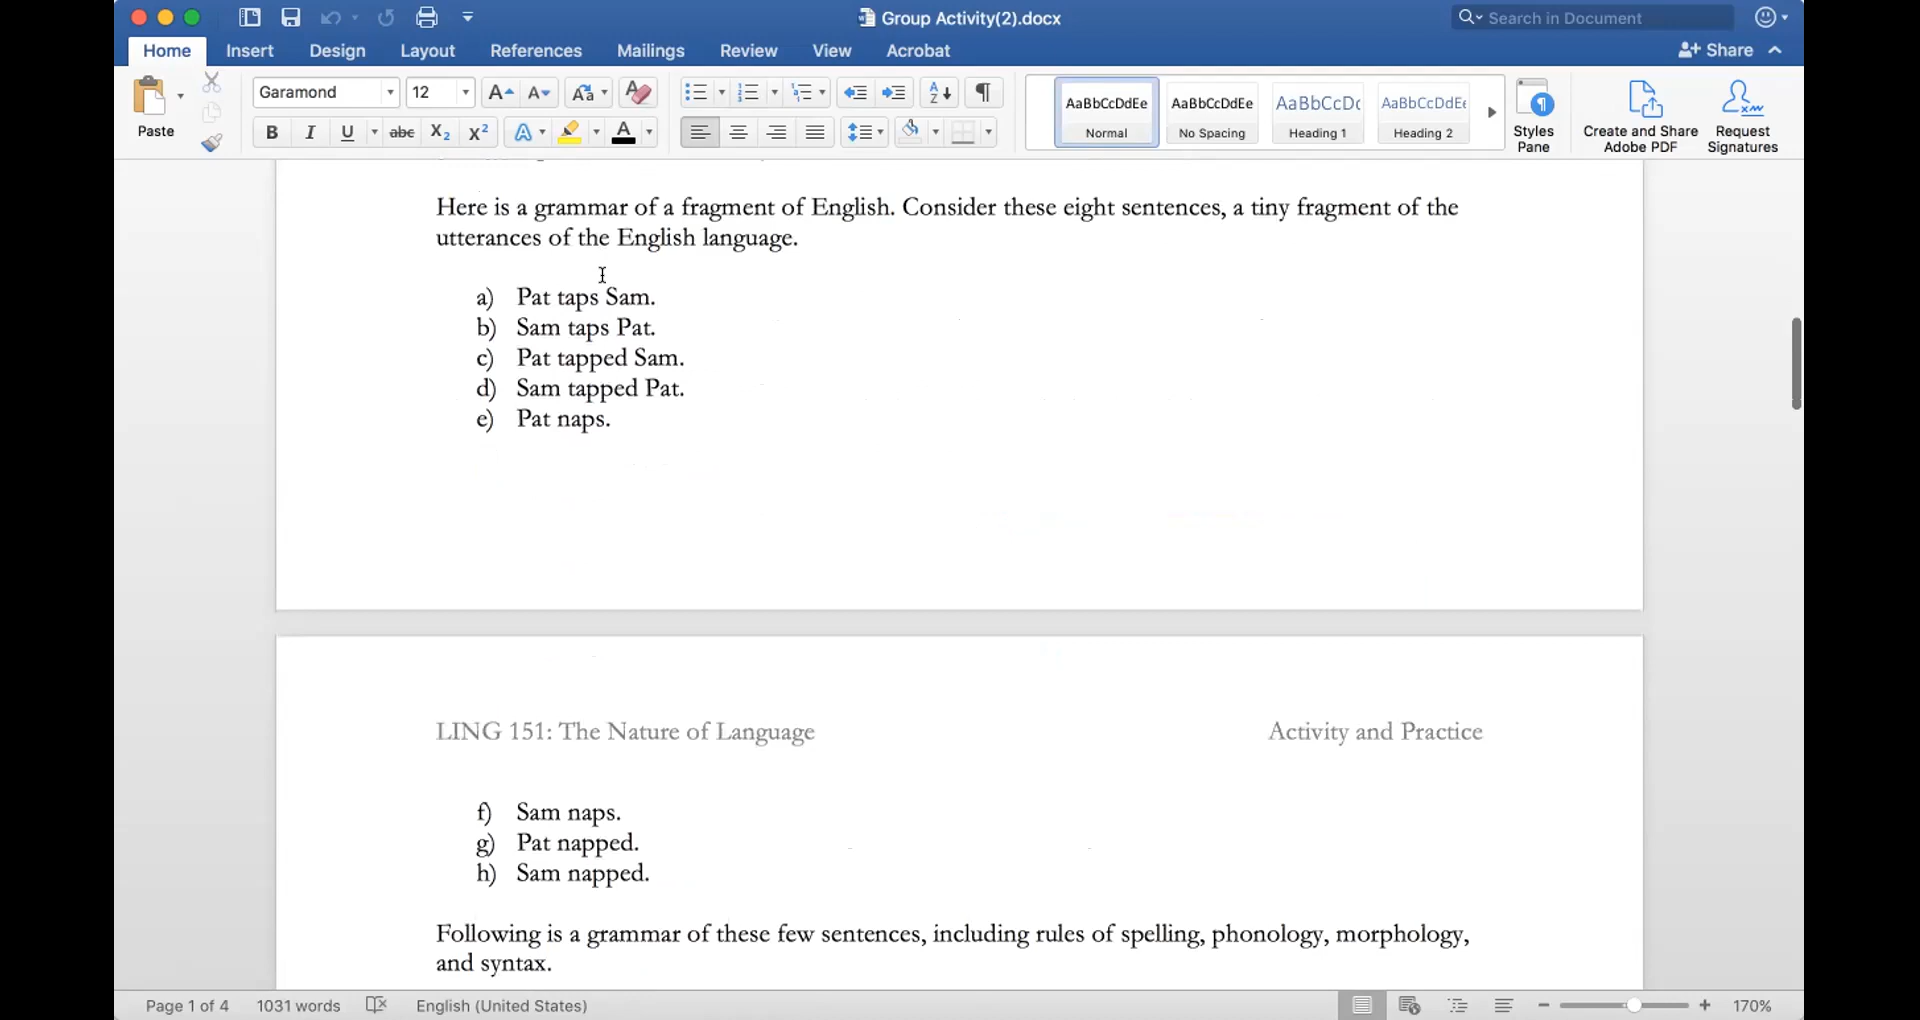 Group Activity(2).docx
Search in Document
Home Insert Design Layout References Mailings Review View Acrobat Share
Garamond 12
Paste
AaBbCcDdEe AaBbCcDdEe AaBbCcDc AaBbCcDdEe
Normal No Spacing Heading 1 Heading 2
Styles Pane
Create and Share Adobe PDF
Request Signatures
Here is a grammar of a fragment of English. Consider these eight sentences, a tiny fragment of the
utterances of the English language.
a) Pat taps Sam.
b) Sam taps Pat.
c) Pat tapped Sam.
d) Sam tapped Pat.
e) Pat naps.
LING 151: The Nature of Language Activity and Practice
f) Sam naps.
g) Pat napped.
h) Sam napped.
Following is a grammar of these few sentences, including rules of spelling, phonology, morphology,
and syntax.
Page 1 of 4 1031 words English (United States) 170%